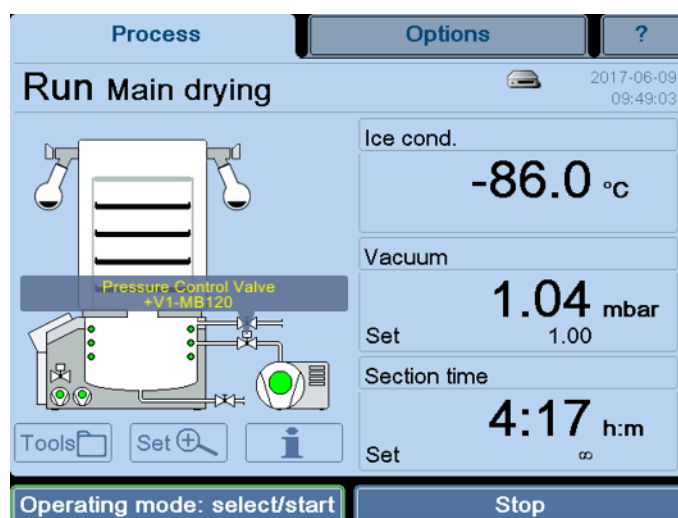 Process
Options
?
Run Main drying
2017-06-09
09:49:03
Ice cond.
-86.0 °C
Vacuum
1.04 mbar
Set 1.00
Section time
4:17 h:m
Set ∞
Pressure Control Valve
+V1-MB120
Tools
Set
i
Operating mode: select/start
Stop